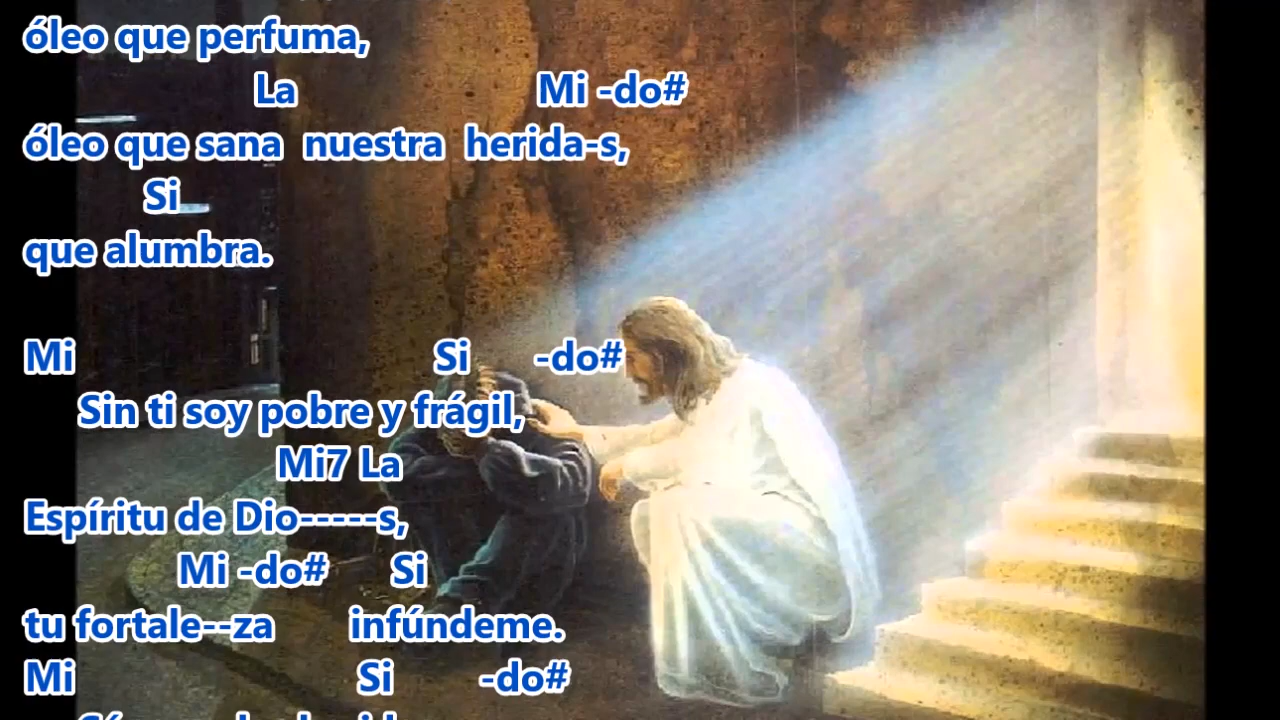 óleo que perfuma,
La Mi -do#
óleo que sana nuestra herida-s,
Si
que alumbra.
Mi Si -do#
Sin ti soy pobre y frágil,
Mi7 La
Espíritu de Dio-----s,
Mi -do# Si
tu fortale--za infúndeme.
Mi Si -do#